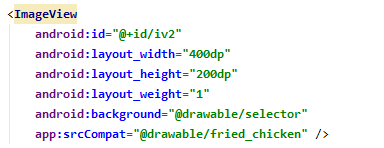 <ImageView
android:id="@+id/iv2"
android:layout_width="400dp"
android:layout_height="200dp"
android:layout_weight="1"
android:background="@drawable/selector"
app:srcCompat="@drawable/fried_chicken" />